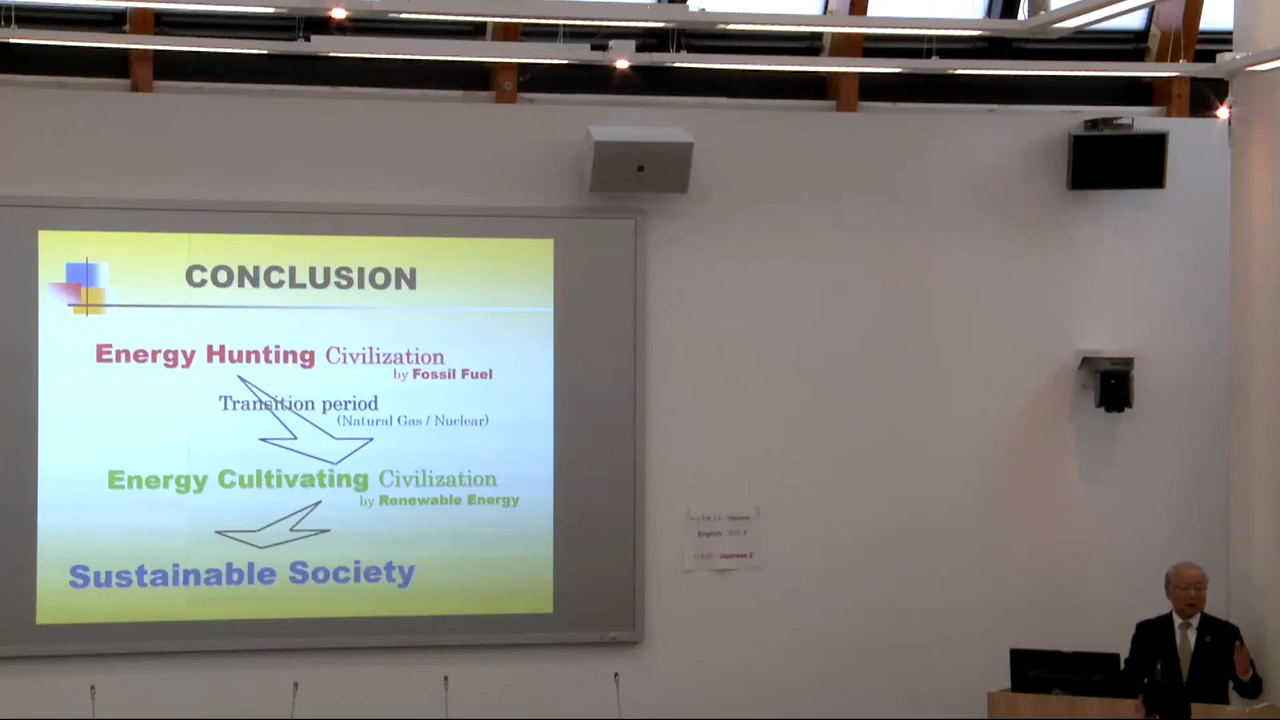 CONCLUSION
Energy Hunting Civilization
by Fossil Fuel
Transition period
(Natural Gas / Nuclear)
Energy Cultivating Civilization
by Renewable Energy
Sustainable Society
English
Japanese 2